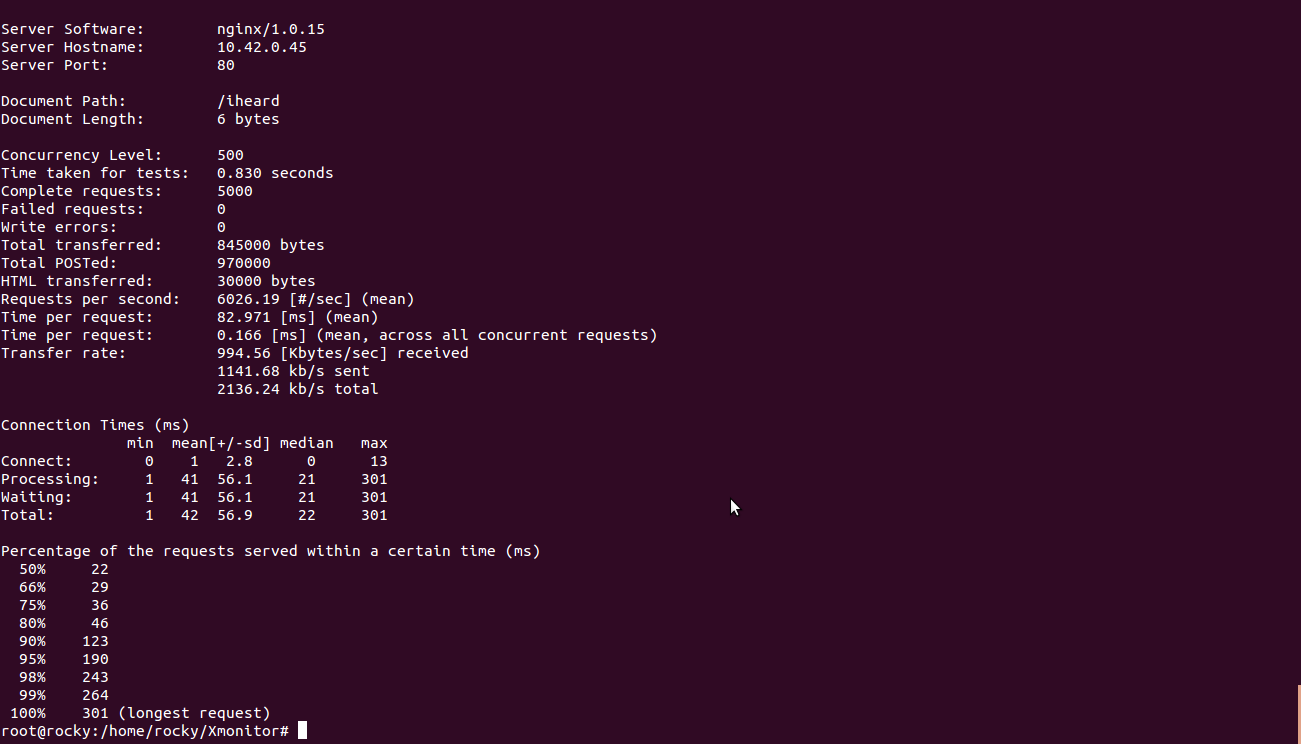 Server Software:        nginx/1.0.15
Server Hostname:        10.42.0.45
Server Port:            80
Document Path:          /iheard
Document Length:        6 bytes
Concurrency Level:      500
Time taken for tests:   0.830 seconds
Complete requests:      5000
Failed requests:        0
Write errors:           0
Total transferred:      845000 bytes
Total POSTed:           970000
HTML transferred:       30000 bytes
Requests per second:    6026.19 [#/sec] (mean)
Time per request:       82.971 [ms] (mean)
Time per request:       0.166 [ms] (mean, across all concurrent requests)
Transfer rate:          994.56 [Kbytes/sec] received
                        1141.68 kb/s sent
                        2136.24 kb/s total
Connection Times (ms)
              min  mean[+/-sd] median   max
Connect:        0    1   2.8      0      13
Processing:     1   41  56.1     21     301
Waiting:        1   41  56.1     21     301
Total:          1   42  56.9     22     301
Percentage of the requests served within a certain time (ms)
  50%     22
  66%     29
  75%     36
  80%     46
  90%    123
  95%    190
  98%    243
  99%    264
 100%    301 (longest request)
root@rocky:/home/rocky/Xmonitor#